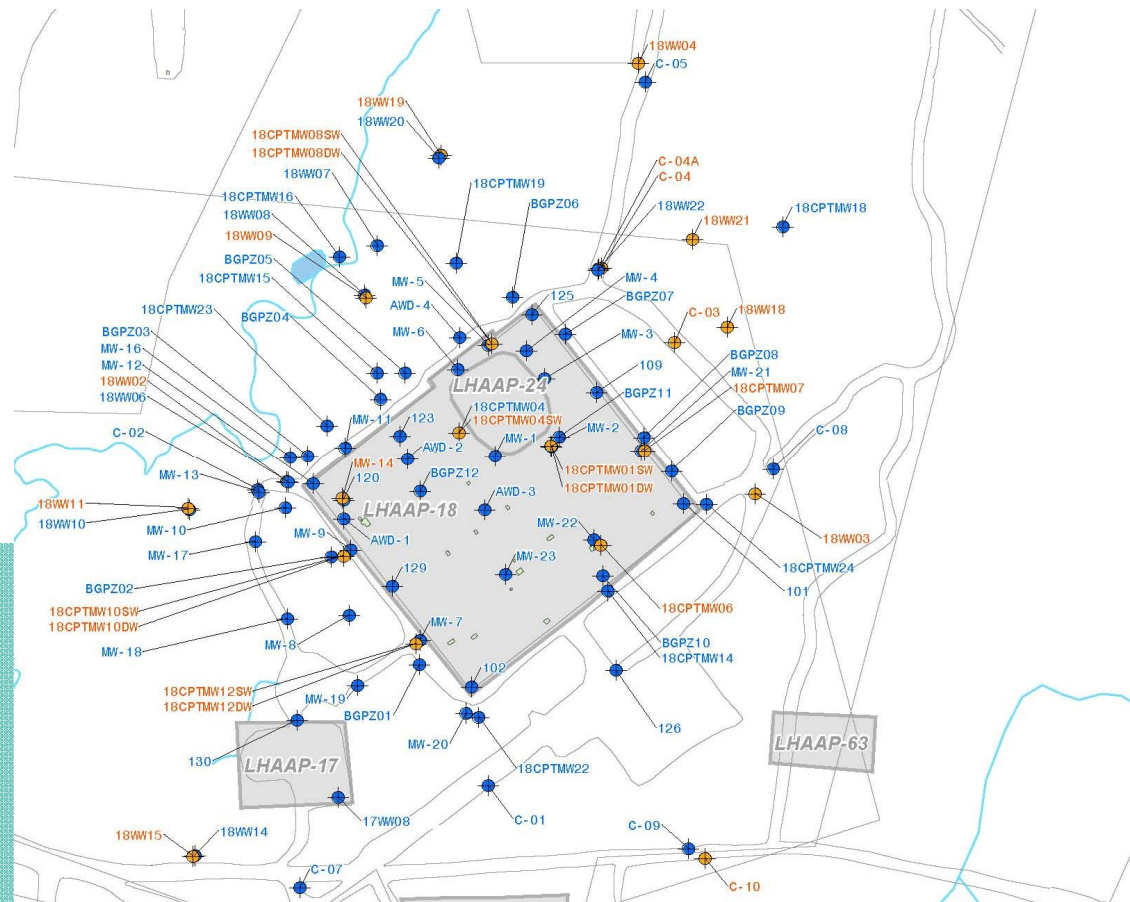 18WW04
C-05
18WW19
18WW20
18CPTMW08SW
18CPTMW08DW
C-04A
C-04
18WW07
18CPTMW19
18WW22
18CPTMW16
BGPZ06
18WW21
18CPTMW18
18WW08
18WW09
BGPZ05
18CPTMW15
MW-5
MW-4
AWD-4
125
BGPZ07
18CPTMW23
BGPZ04
MW-6
MW-3
C-03
18WW18
BGPZ03
MW-16
MW-12
18WW02
18WW06
109
BGPZ08
MW-21
18CPTMW07
BGPZ09
BGPZ11
LHAAP-24
18CPTMW04
18CPTMW04SW
MW-11
123
MW-1
MW-2
AWD-2
C-02
MW-13
C-08
MW-14
120
BGPZ12
18CPTMW01SW
18CPTMW01DW
18WW11
18WW10
LHAAP-18
AWD-3
MW-10
MW-22
MW-9
AWD-1
18WW03
MW-17
18CPTMW24
MW-23
129
101
BGPZ02
18CPTMW10SW
18CPTMW10DW
18CPTMW06
MW-8
MW-7
MW-18
BGPZ10
18CPTMW14
102
18CPTMW12SW
18CPTMW12DW
MW-19
BGPZ01
126
MW-20
LHAAP-63
130
LHAAP-17
18CPTMW22
17WW08
C-01
18WW15
18WW14
C-09
C-07
C-10